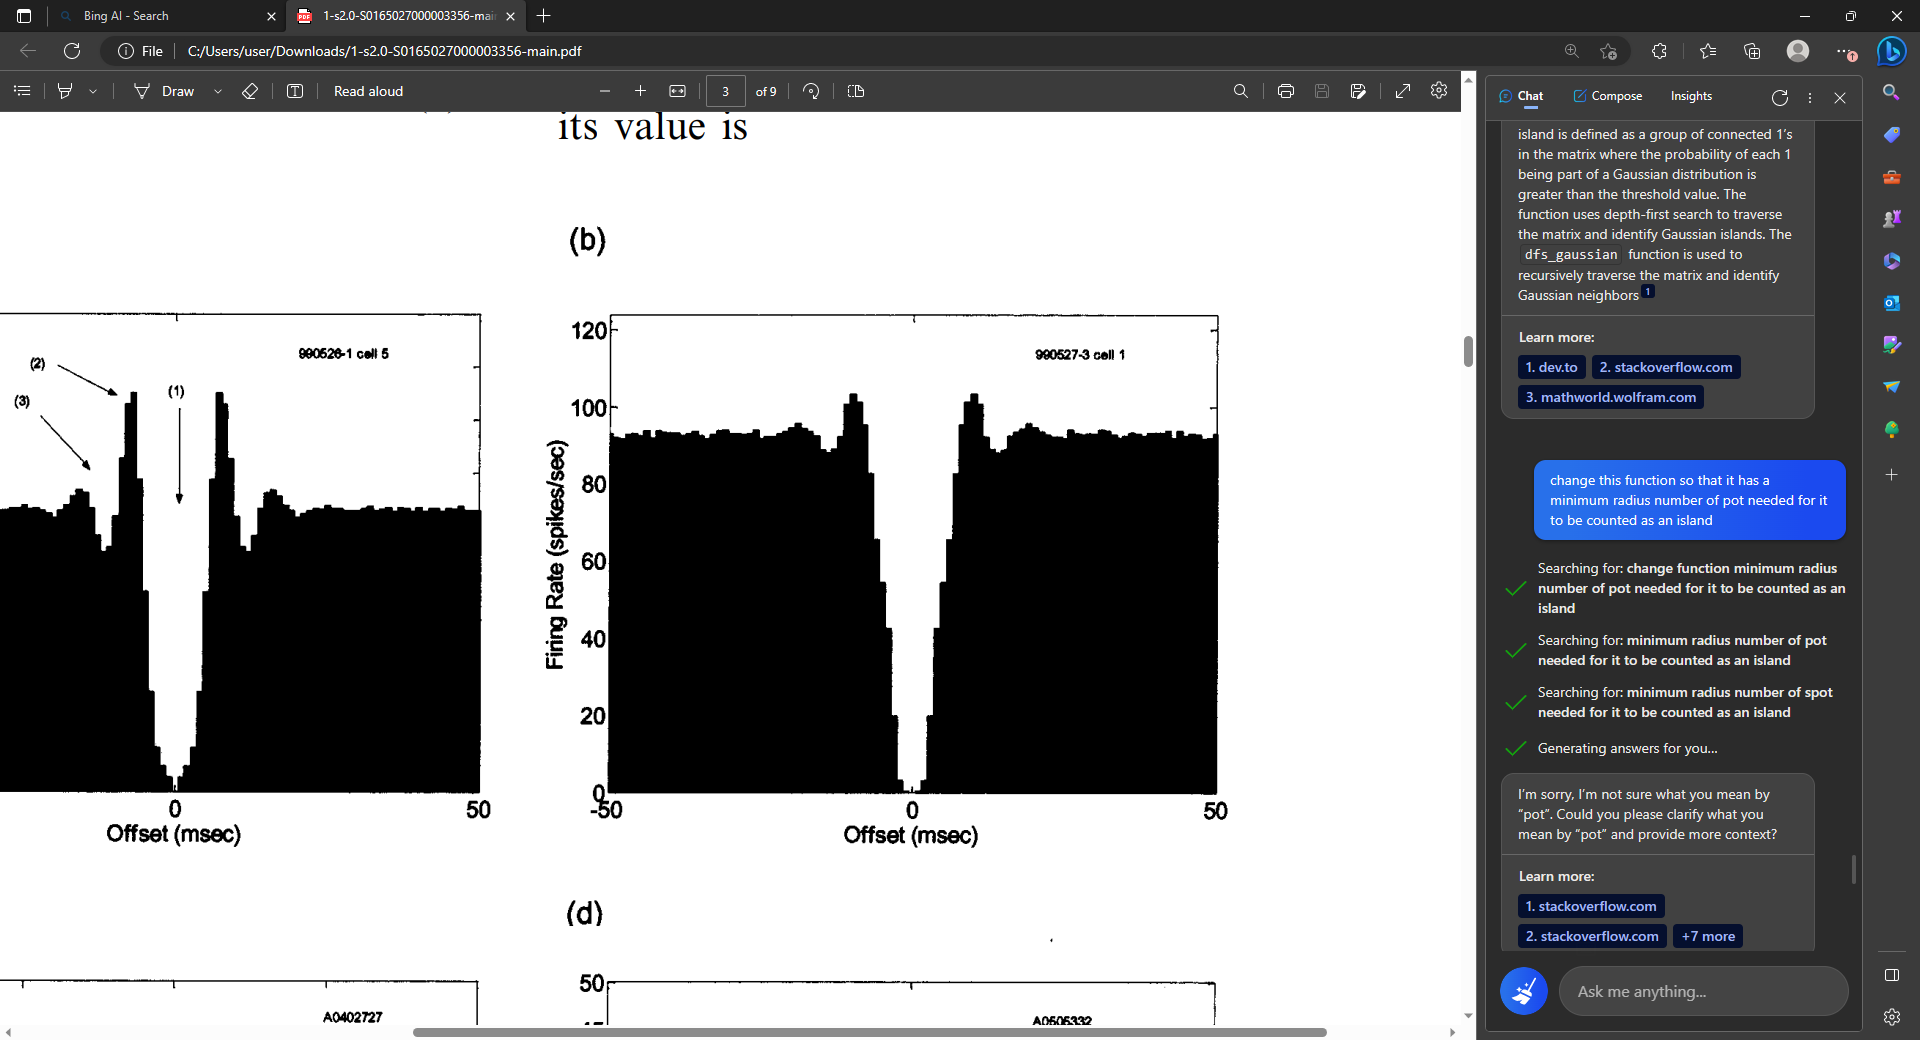 Bing AI - Search
1-s2.0-S0165027000003356-mai
File
C:/Users/user/Downloads/1-s2.0-S0165027000003356-main.pdf
Draw
Read aloud
3
of 9
its value is
(b)
990526-1 cell 5
(2)
(3)
(1)
0
50
Offset (msec)
990527-3 cell 1
120
100
80
60
40
20
0
Firing Rate (spikes/sec)
-50
0
50
Offset (msec)
(d)
A0402727
50
A0505332
Chat
Compose
Insights
island is defined as a group of connected 1's
in the matrix where the probability of each 1
being part of a Gaussian distribution is
greater than the threshold value. The
function uses depth-first search to traverse
the matrix and identify Gaussian islands. The
dfs_gaussian function is used to
recursively traverse the matrix and identify
Gaussian neighbors 1
Learn more:
1. dev.to
2. stackoverflow.com
3. mathworld.wolfram.com
change this function so that it has a
minimum radius number of pot needed for it
to be counted as an island
Searching for: change function minimum radius
number of pot needed for it to be counted as an
island
Searching for: minimum radius number of pot
needed for it to be counted as an island
Searching for: minimum radius number of spot
needed for it to be counted as an island
Generating answers for you...
I'm sorry, I'm not sure what you mean by
"pot". Could you please clarify what you
mean by "pot" and provide more context?
Learn more:
1. stackoverflow.com
2. stackoverflow.com
+7 more
Ask me anything...